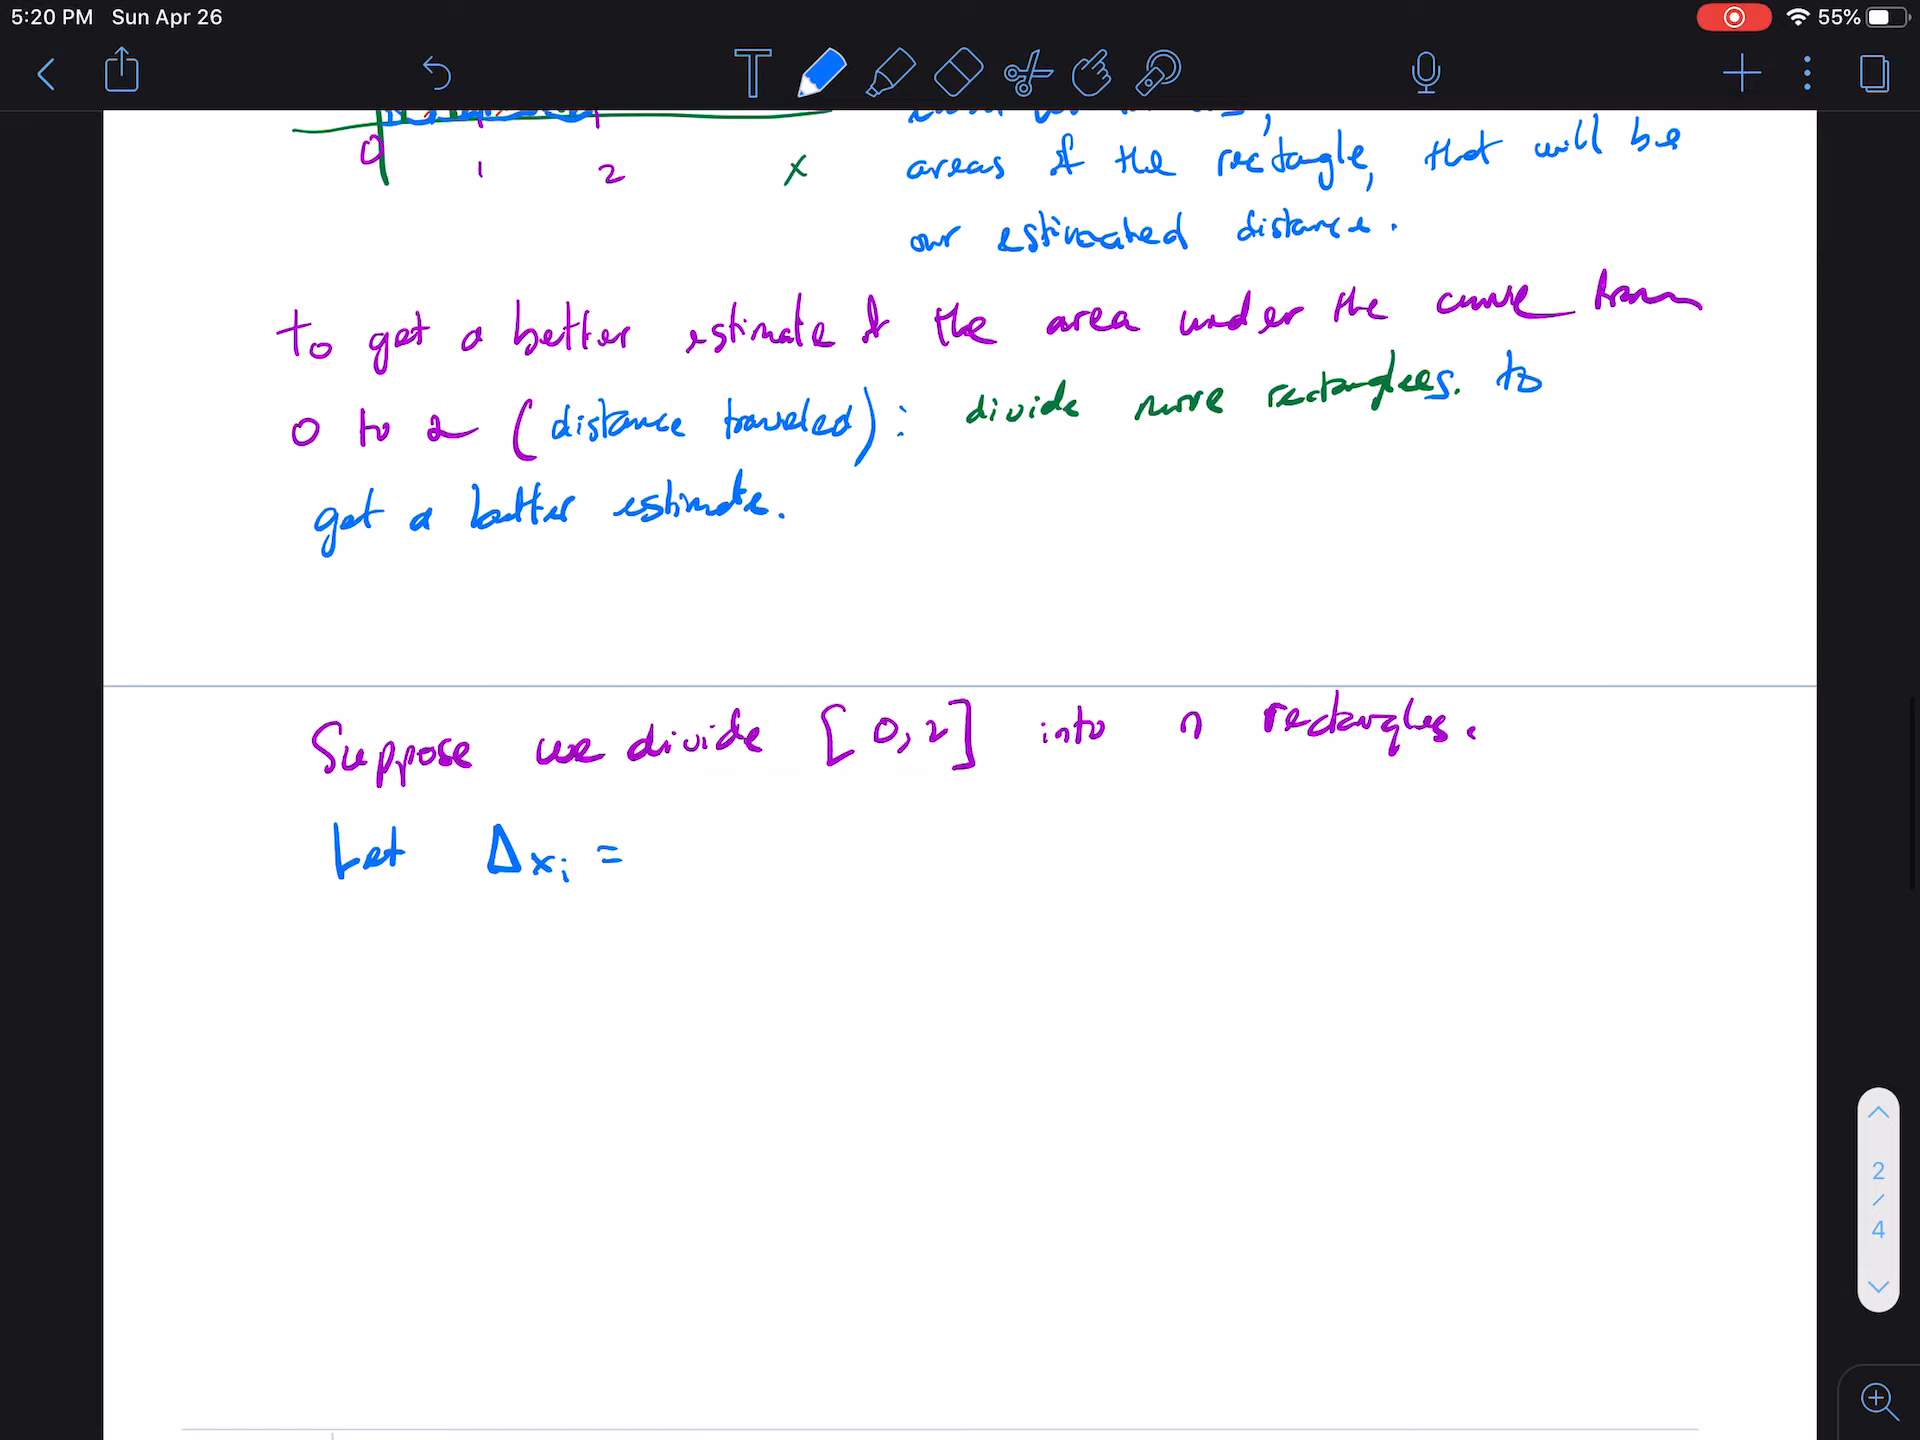 5:20 PM Sun Apr 26
55%
T
0 1 2 x
areas of the rectangle, that will be
our estimated distance.
to get a better estimate of the area under the curve from
0 to 2 (distance traveled): divide more rectanglees. to
get a better estimate.
Suppose we divide [0,2] into n rectangles.
Let Δxi =
2
/
4